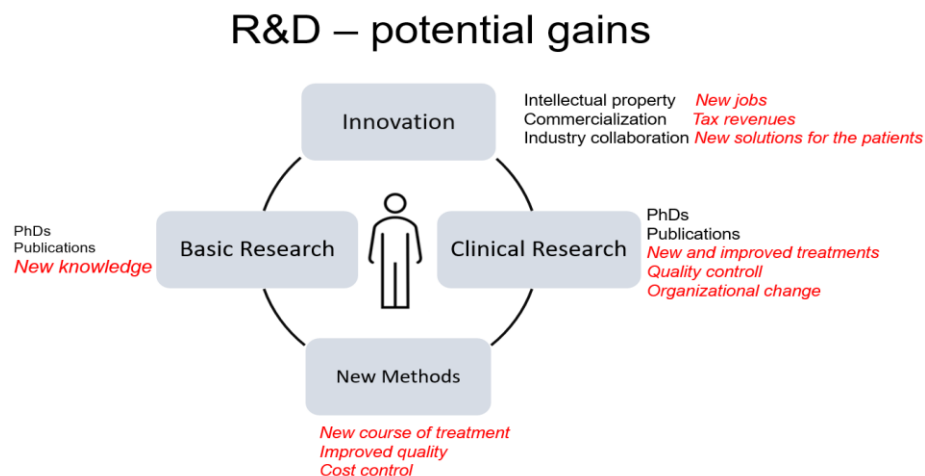 R&D – potential gains
Innovation
Intellectual property New jobs
Commercialization Tax revenues
Industry collaboration New solutions for the patients
PhDs
Publications
New knowledge
Basic Research
Clinical Research
PhDs
Publications
New and improved treatments
Quality controll
Organizational change
New Methods
New course of treatment
Improved quality
Cost control